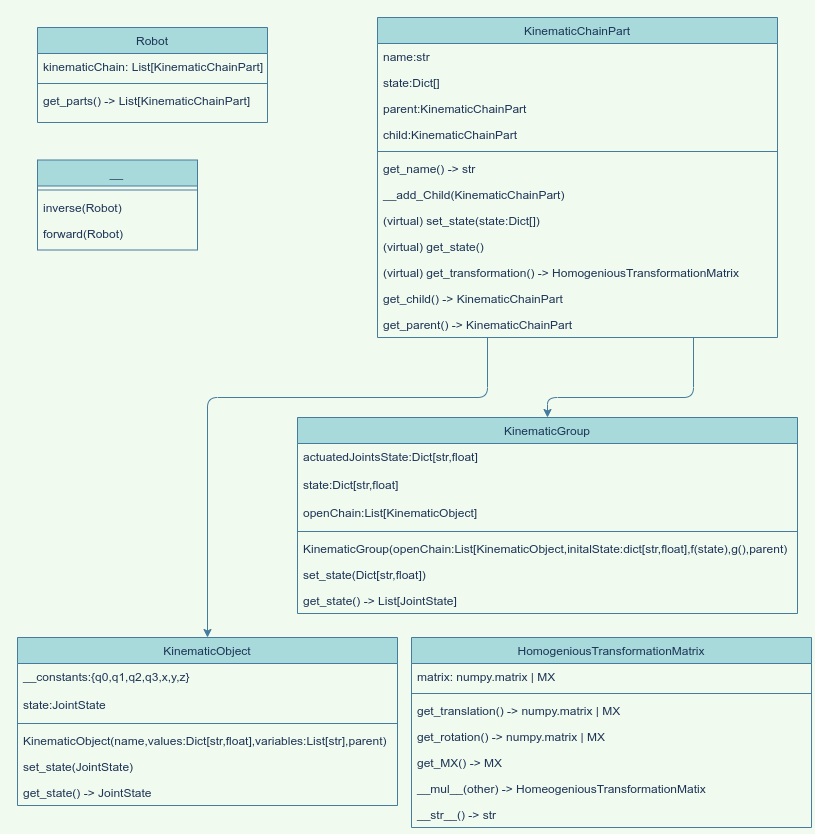 Robot
kinematicChain: List[KinematicChainPart]
get_parts() -> List[KinematicChainPart]
__
inverse(Robot)
forward(Robot)
KinematicChainPart
name:str
state:Dict[]
parent:KinematicChainPart
child:KinematicChainPart
get_name() -> str
__add_Child(KinematicChainPart)
(virtual) set_state(state:Dict[])
(virtual) get_state()
(virtual) get_transformation() -> HomogeniousTransformationMatrix
get_child() -> KinematicChainPart
get_parent() -> KinematicChainPart
KinematicGroup
actuatedJointsState:Dict[str,float]
state:Dict[str,float]
openChain:List[KinematicObject]
KinematicGroup(openChain:List[KinematicObject,initalState:dict[str,float],f(state),g(),parent)
set_state(Dict[str,float])
get_state() -> List[JointState]
KinematicObject
__constants:{q0,q1,q2,q3,x,y,z}
state:JointState
KinematicObject(name,values:Dict[str,float],variables:List[str],parent)
set_state(JointState)
get_state() -> JointState
HomogeniousTransformationMatrix
matrix: numpy.matrix | MX
get_translation() -> numpy.matrix | MX
get_rotation() -> numpy.matrix | MX
get_MX() -> MX
__mul__(other) -> HomeogeniousTransformationMatix
__str__() -> str